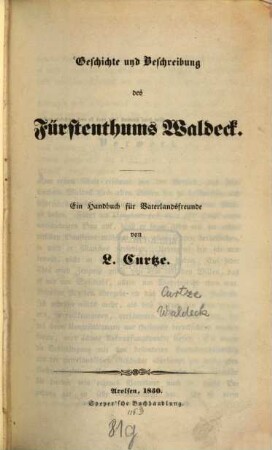 Geschichte und Beschreibung
des
Fürstenthums Waldeck.
Ein Handbuch für Vaterlandsfreunde
von
L. Curtze.
Curtze
Waldeck
Arolsen, 1850.
Speyer'sche Buchhandlung.